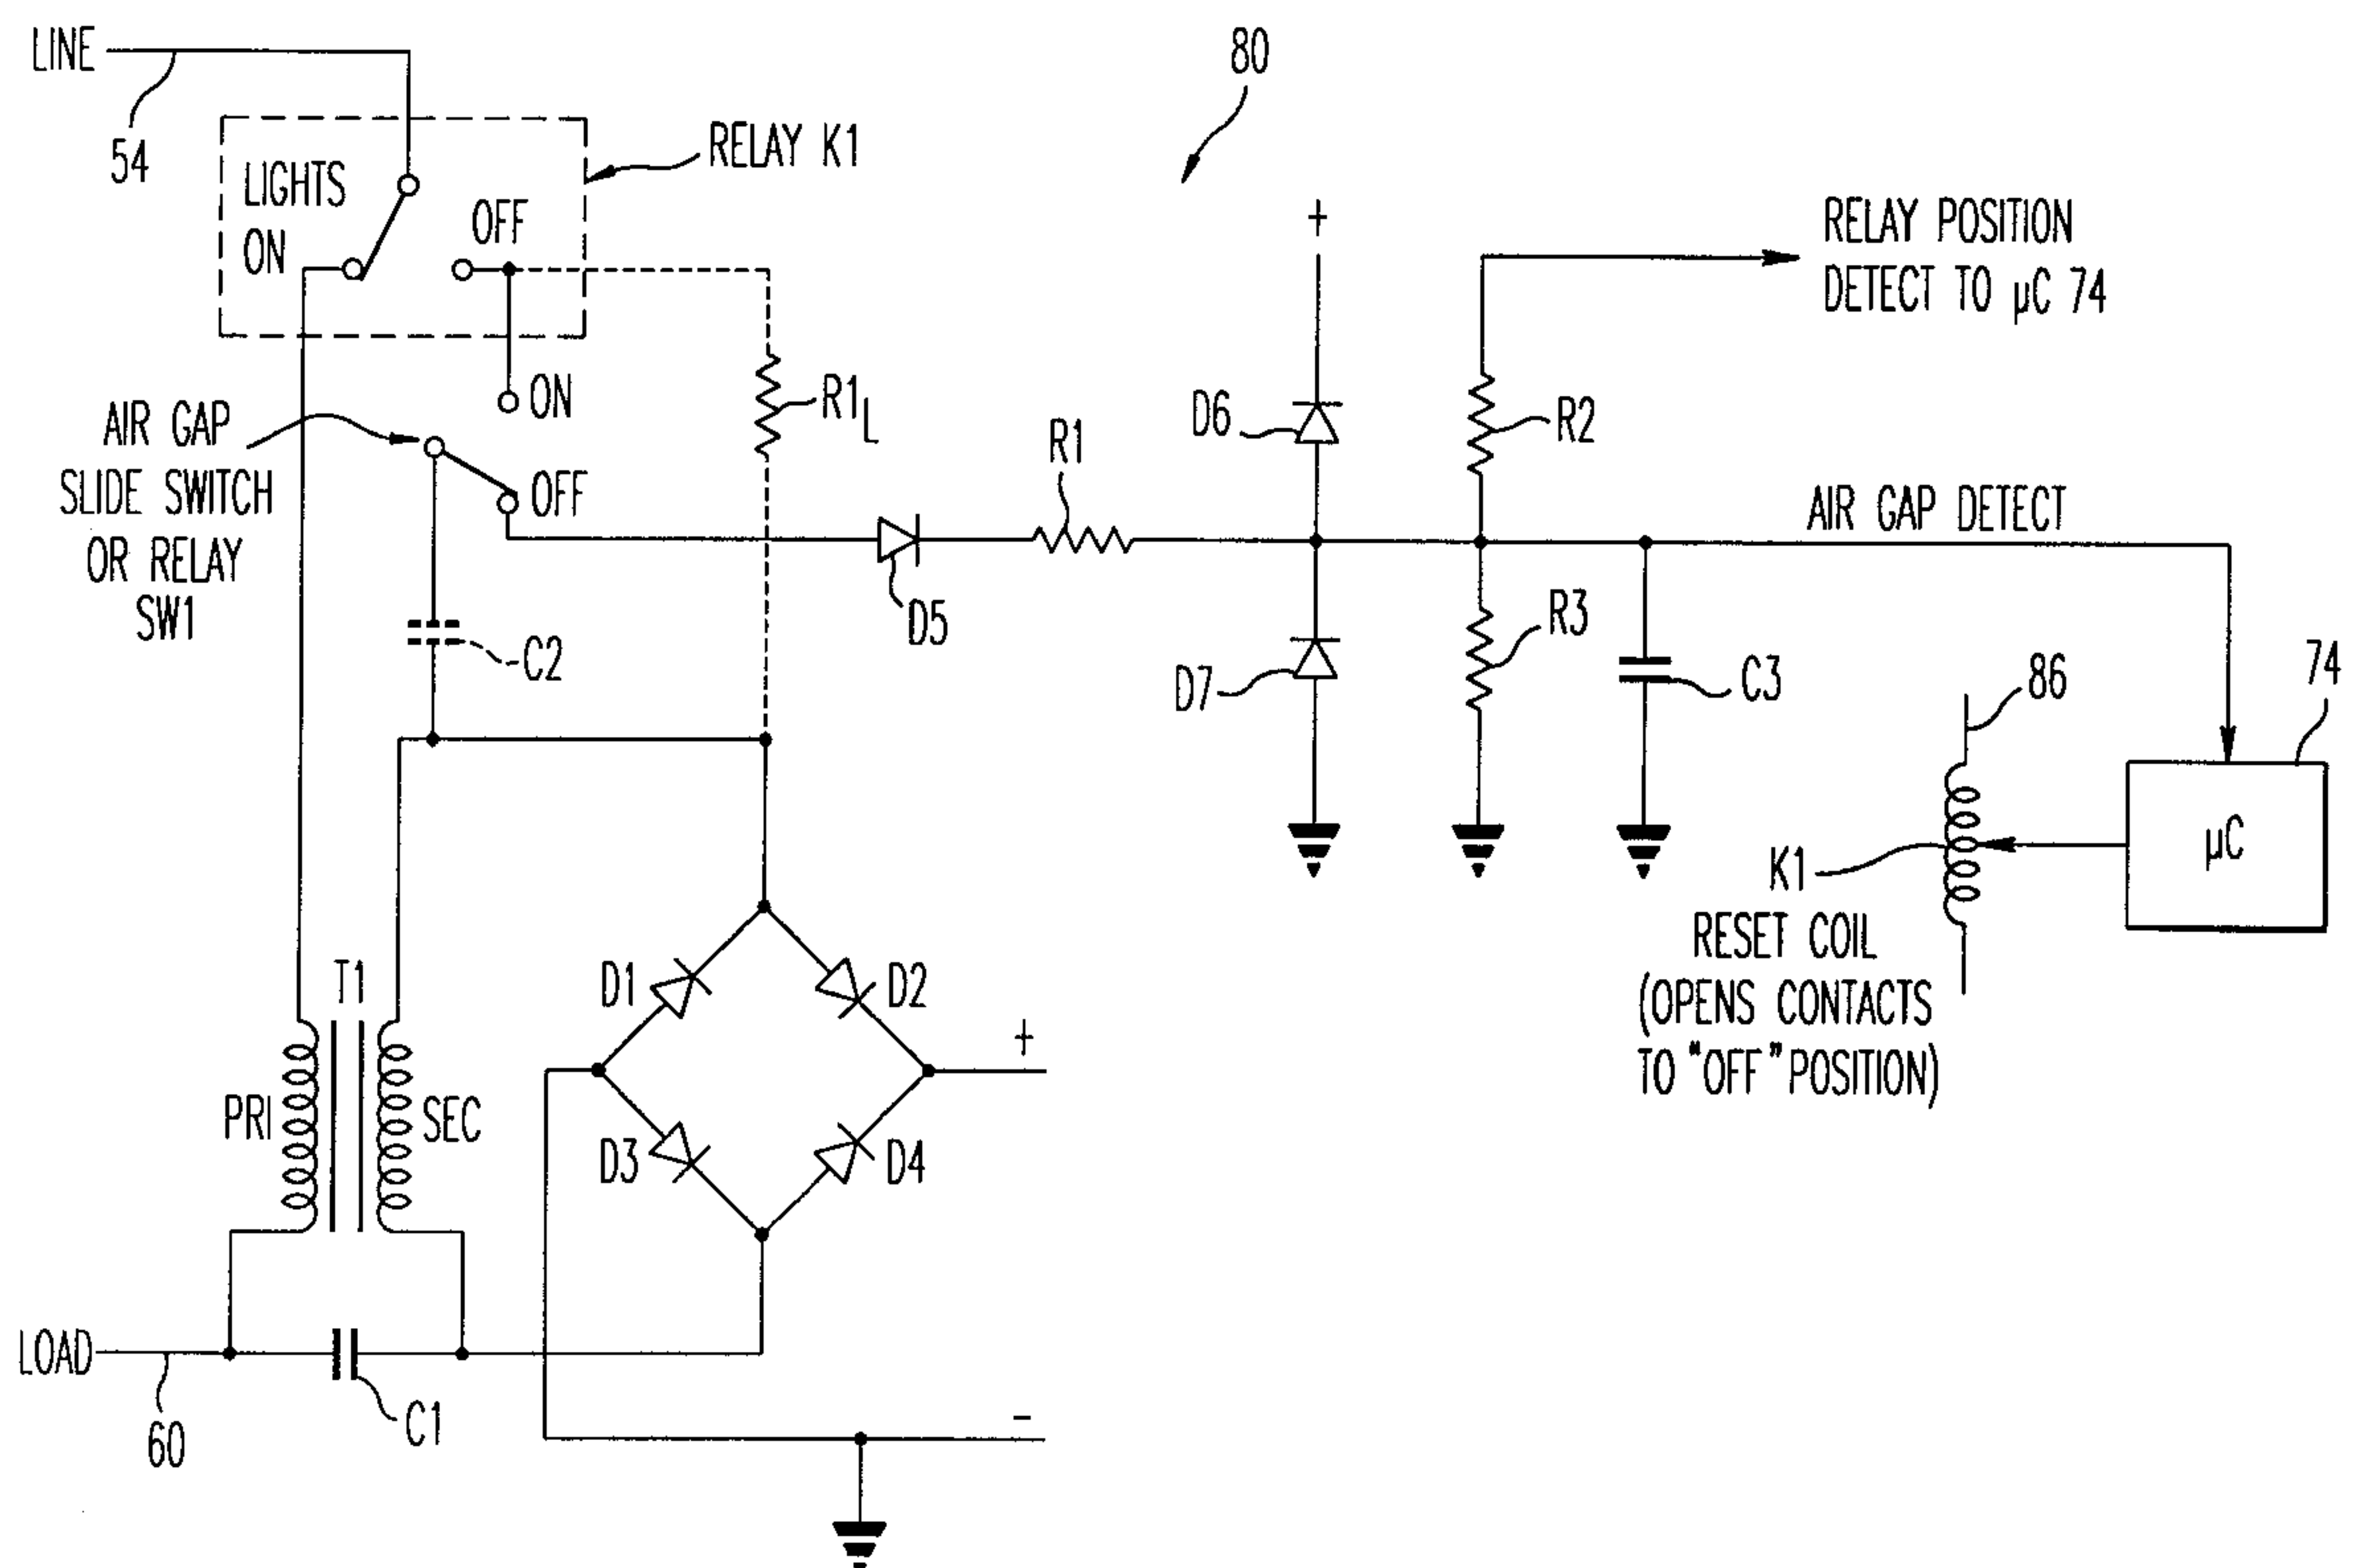 LINE
54
80
RELAY K1
LIGHTS
ON
OFF
ON
AIR GAP
SLIDE SWITCH
OR RELAY
SW1
OFF
R1L
C2
D5
R1
+
D6
D7
RELAY POSITION
DETECT TO µC 74
R2
R3
AIR GAP DETECT
C3
86
74
µC
K1
RESET COIL
(OPENS CONTACTS
TO "OFF" POSITION)
T1
PRI
SEC
D1
D2
D3
D4
+
-
LOAD
60
C1